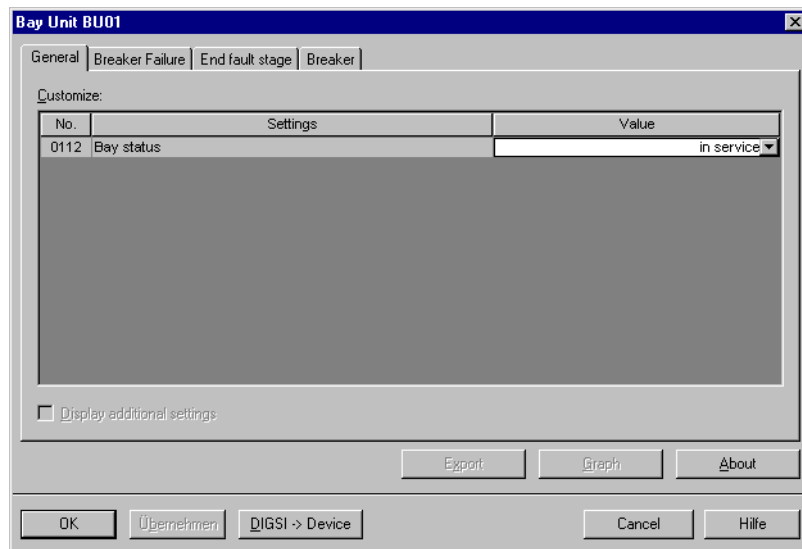 Bay Unit BU01
General Breaker Failure End fault stage Breaker
Customize:
No. Settings Value
0112 Bay status in service
Display additional settings
Export Graph About
OK Übernehmen DIGSI -> Device Cancel Hilfe